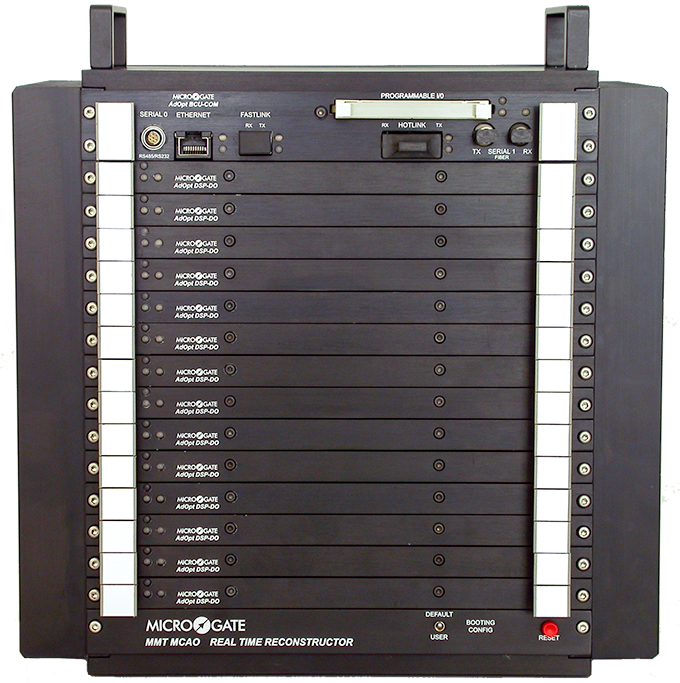 MICROGATE
AdOpt BCU-COM
PROGRAMMABLE I/0
SERIAL 0 ETHERNET FASTLINK
RX TX
RX HOTLINK TX
RS485/RS232
TX SERIAL 1 RX
FIBER
MICROGATE
AdOpt DSP-DO
MICROGATE
AdOpt DSP-DO
MICROGATE
AdOpt DSP-DO
MICROGATE
AdOpt DSP-DO
MICROGATE
AdOpt DSP-DO
MICROGATE
AdOpt DSP-DO
MICROGATE
AdOpt DSP-DO
MICROGATE
AdOpt DSP-DO
MICROGATE
AdOpt DSP-DO
MICROGATE
AdOpt DSP-DO
MICROGATE
AdOpt DSP-DO
MICROGATE
AdOpt DSP-DO
MICROGATE
AdOpt DSP-DO
MICROGATE
AdOpt DSP-DO
MICROGATE
MMT MCAO REAL TIME RECONSTRUCTOR
DEFAULT
USER
BOOTING
CONFIG
RESET